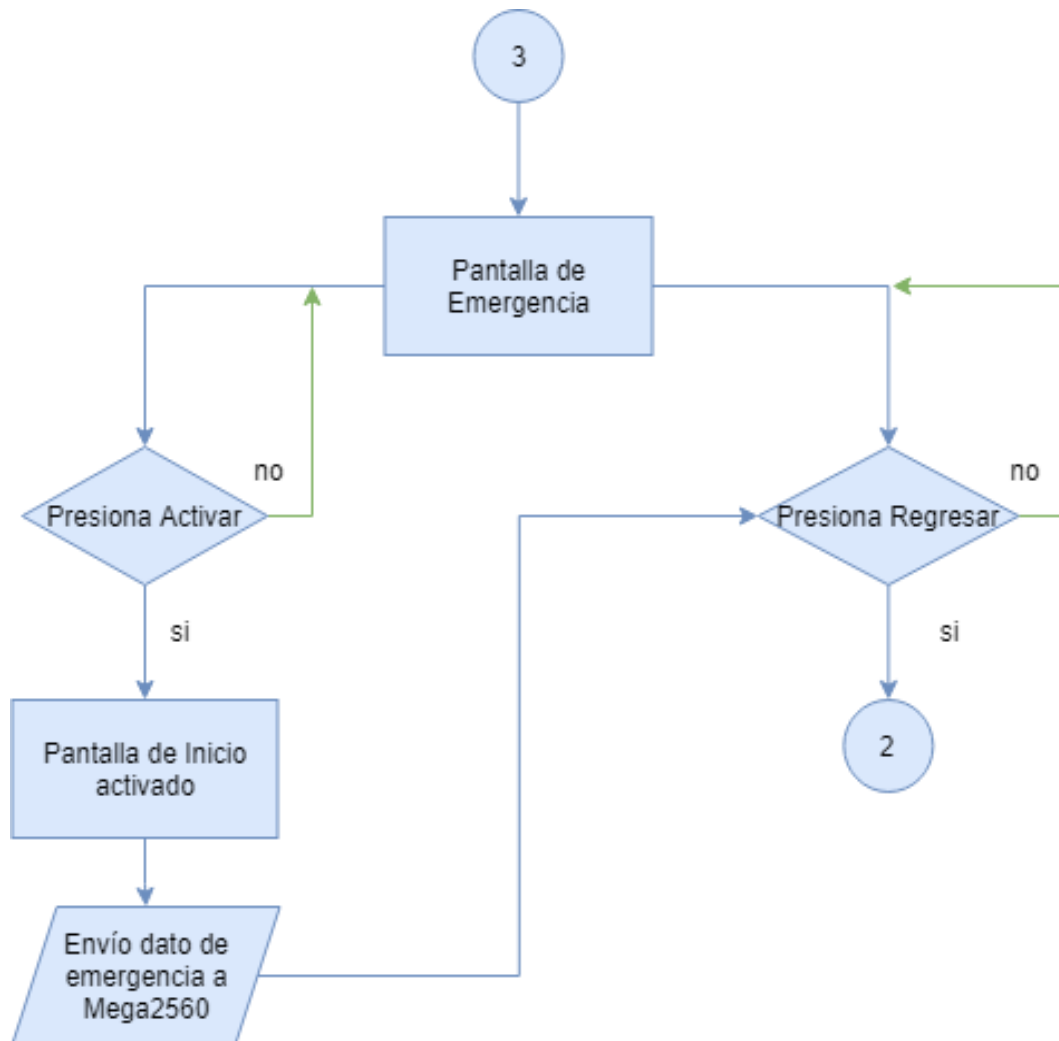 3
Pantalla de
Emergencia
no
no
Presiona Activar
Presiona Regresar
si
si
Pantalla de Inicio
activado
2
Envío dato de
emergencia a
Mega2560